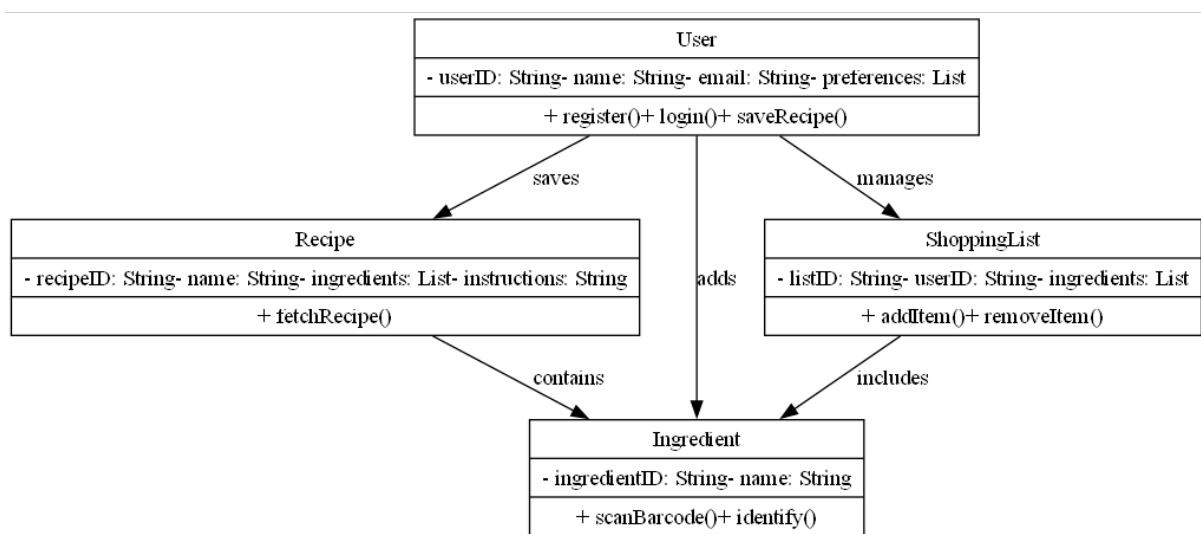 User
- userID: String- name: String- email: String- preferences: List
+ register()+ login()+ saveRecipe()
saves
manages
Recipe
- recipeID: String- name: String- ingredients: List- instructions: String
+ fetchRecipe()
adds
ShoppingList
- listID: String- userID: String- ingredients: List
+ addItem()+ removeItem()
contains
includes
Ingredient
- ingredientID: String- name: String
+ scanBarcode()+ identify()